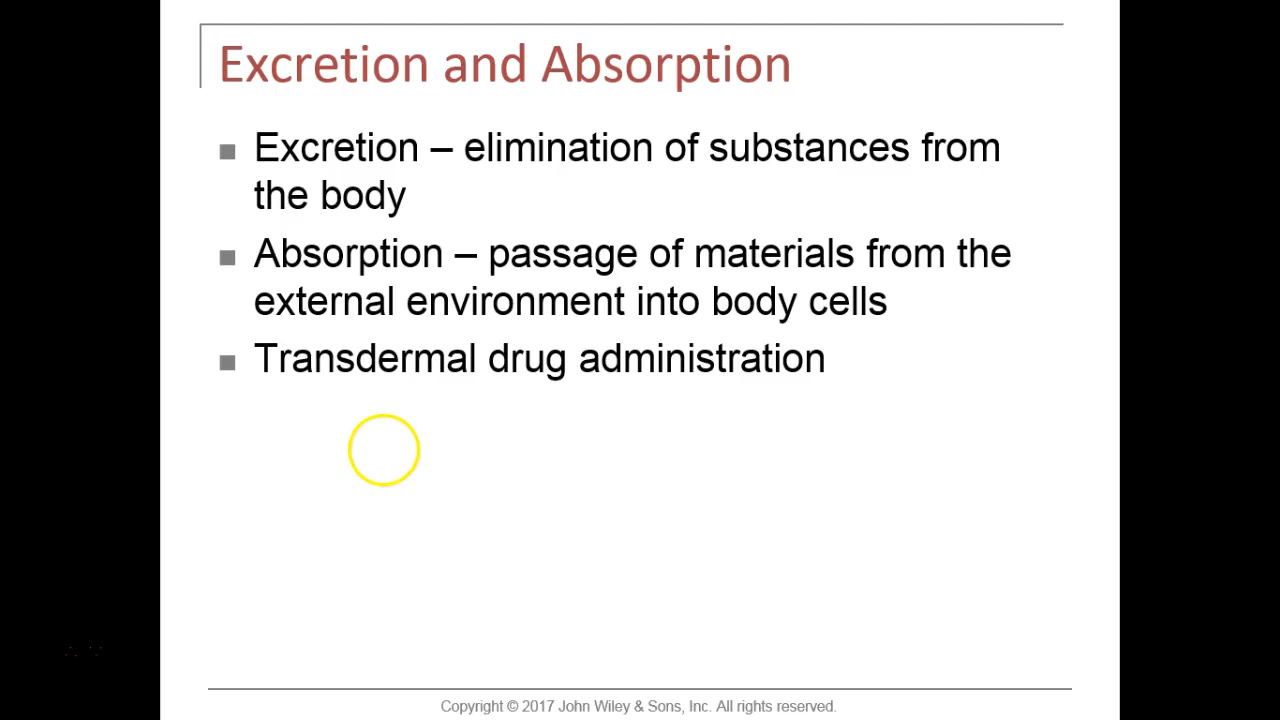 Excretion and Absorption
■ Excretion – elimination of substances from
the body
■ Absorption – passage of materials from the
external environment into body cells
■ Transdermal drug administration
Copyright © 2017 John Wiley & Sons, Inc. All rights reserved.